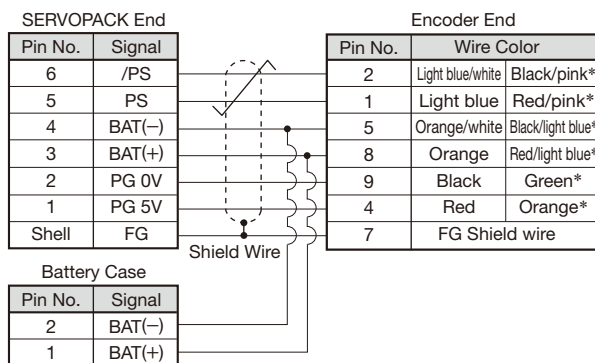 SERVOPACK End
Pin No. Signal
6 /PS
5 PS
4 BAT(−)
3 BAT(+)
2 PG 0V
1 PG 5V
Shell FG
Shield Wire
Encoder End
Pin No. Wire Color
2 Light blue/white Black/pink*
1 Light blue Red/pink*
5 Orange/white Black/light blue*
8 Orange Red/light blue*
9 Black Green*
4 Red Orange*
7 FG Shield wire
Battery Case
Pin No. Signal
2 BAT(−)
1 BAT(+)